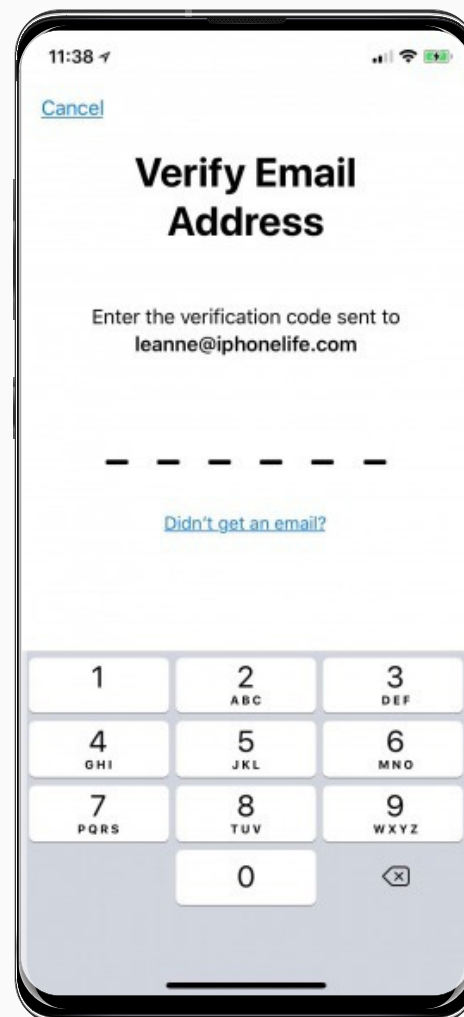 11:38
Cancel
Verify Email
Address
Enter the verification code sent to
leanne@iphonelife.com
Didn't get an email?
1
2
ABC
3
DEF
4
GHI
5
JKL
6
MNO
7
PQRS
8
TUV
9
WXYZ
0